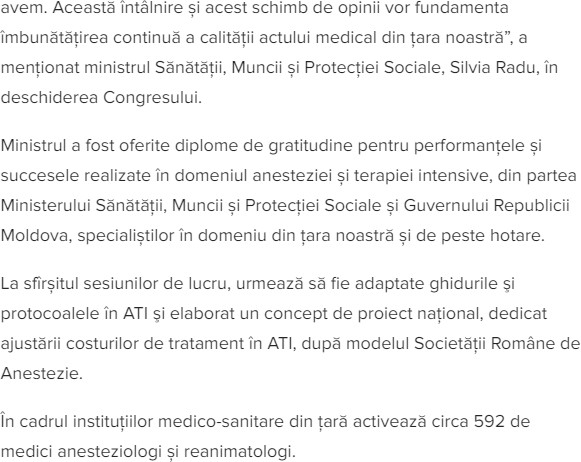 avem. Această întâlnire și acest schimb de opinii vor fundamenta
îmbunătățirea continuă a calității actului medical din țara noastră”, a
menționat ministrul Sănătății, Muncii și Protecției Sociale, Silvia Radu, în
deschiderea Congresului.
Ministrul a fost oferite diplome de gratitudine pentru performanțele și
succesele realizate în domeniul anesteziei și terapiei intensive, din partea
Ministerului Sănătății, Muncii și Protecției Sociale și Guvernului Republicii
Moldova, specialiștilor în domeniu din țara noastră și de peste hotare.
La sfîrșitul sesiunilor de lucru, urmează să fie adaptate ghidurile şi
protocoalele în ATI şi elaborat un concept de proiect național, dedicat
ajustării costurilor de tratament în ATI, după modelul Societății Române de
Anestezie.
În cadrul instituțiilor medico-sanitare din țară activează circa 592 de
medici anesteziologi și reanimatologi.